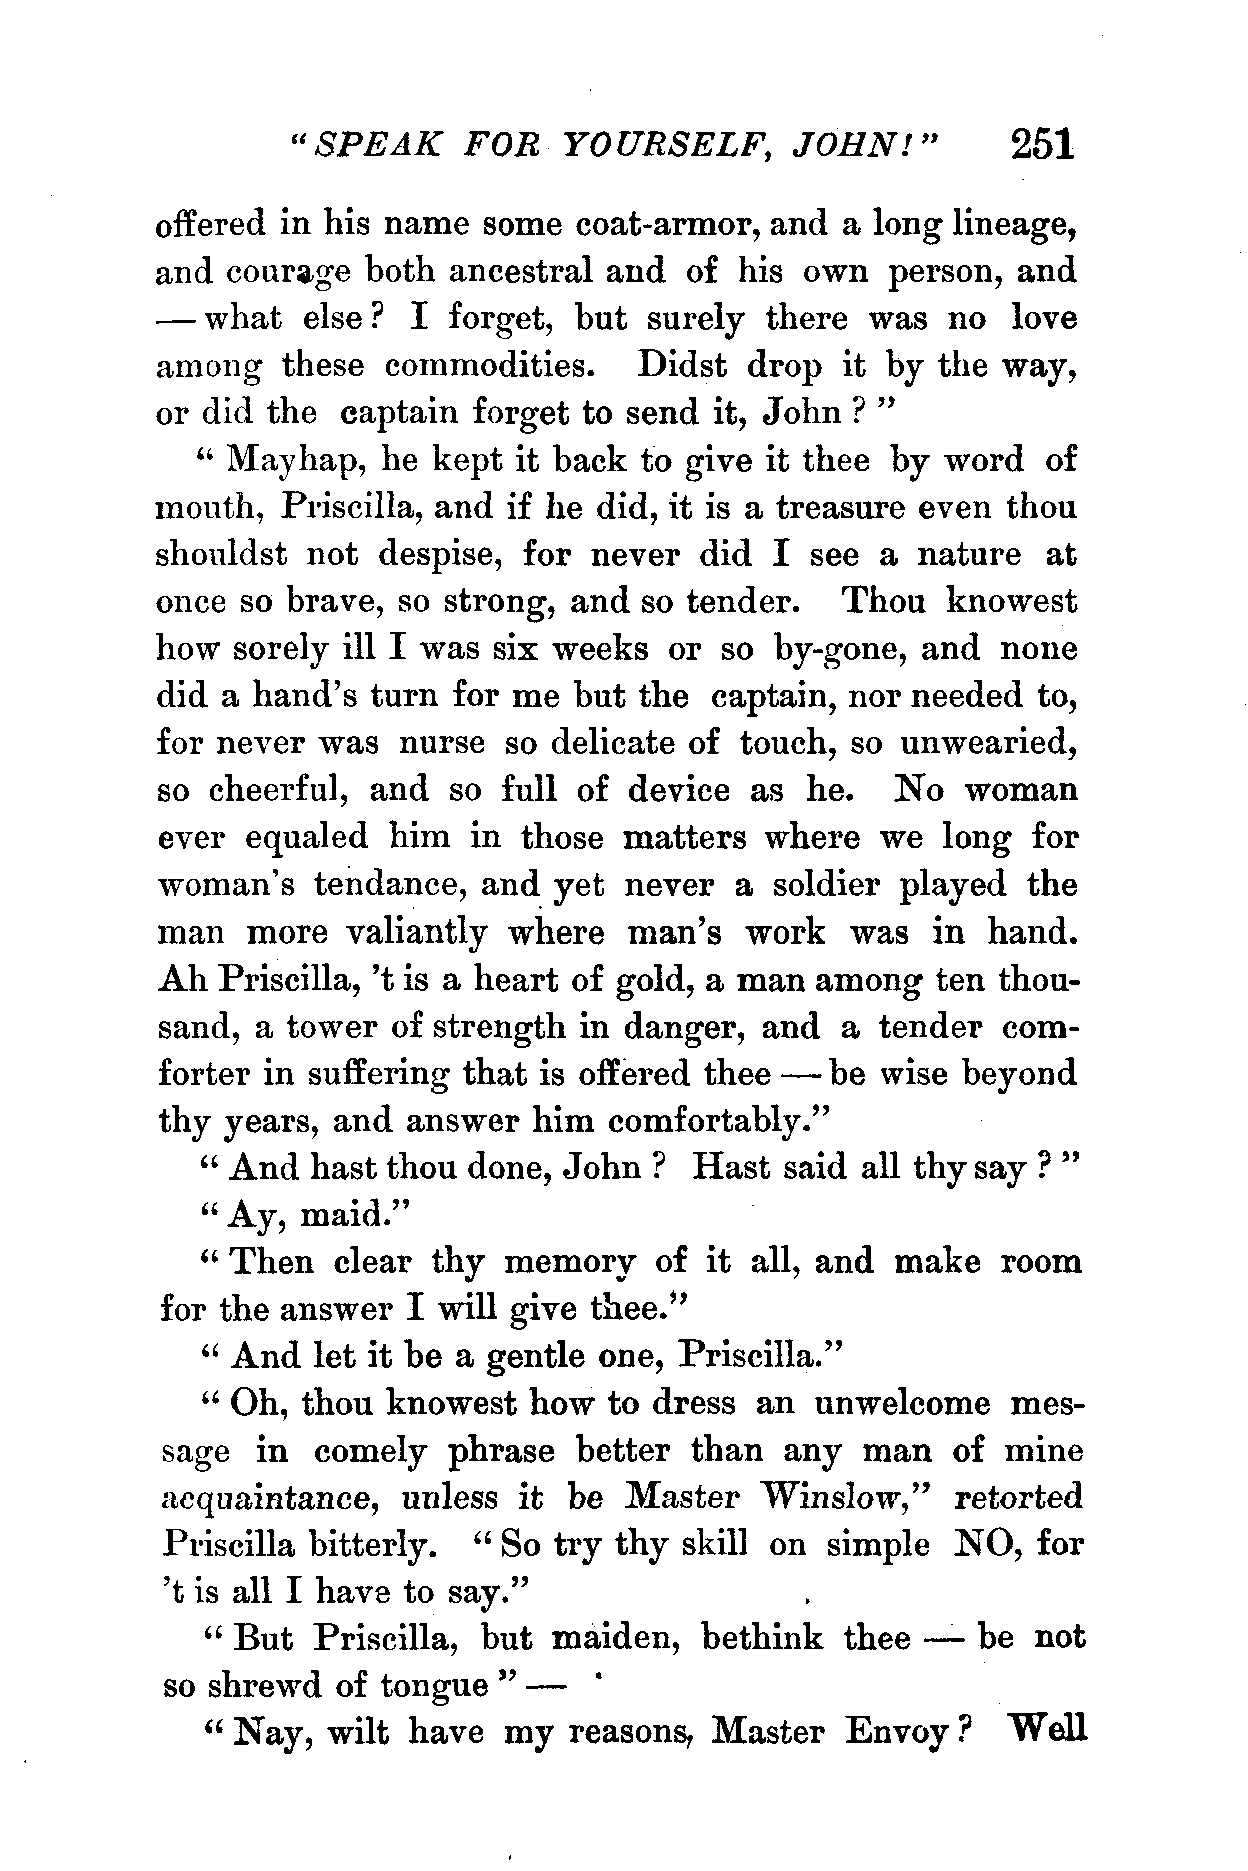 "SPEAK FOR YOURSELF, JOHN!" 251
offered in his name some coat-armor, and a long lineage,
and courage both ancestral and of his own person, and
— what else? I forget, but surely there was no love
among these commodities. Didst drop it by the way,
or did the captain forget to send it, John?"
"Mayhap, he kept it back to give it thee by word of
mouth, Priscilla, and if he did, it is a treasure even thou
shouldst not despise, for never did I see a nature at
once so brave, so strong, and so tender. Thou knowest
how sorely ill I was six weeks or so by-gone, and none
did a hand's turn for me but the captain, nor needed to,
for never was nurse so delicate of touch, so unwearied,
so cheerful, and so full of device as he. No woman
ever equaled him in those matters where we long for
woman's tendance, and yet never a soldier played the
man more valiantly where man's work was in hand.
Ah Priscilla, 't is a heart of gold, a man among ten thou-
sand, a tower of strength in danger, and a tender com-
forter in suffering that is offered thee — be wise beyond
thy years, and answer him comfortably."
"And hast thou done, John? Hast said all thy say?"
"Ay, maid."
"Then clear thy memory of it all, and make room
for the answer I will give thee."
"And let it be a gentle one, Priscilla."
"Oh, thou knowest how to dress an unwelcome mes-
sage in comely phrase better than any man of mine
acquaintance, unless it be Master Winslow," retorted
Priscilla bitterly. "So try thy skill on simple NO, for
't is all I have to say."
"But Priscilla, but maiden, bethink thee — be not
so shrewd of tongue" —
"Nay, wilt have my reasons, Master Envoy? Well